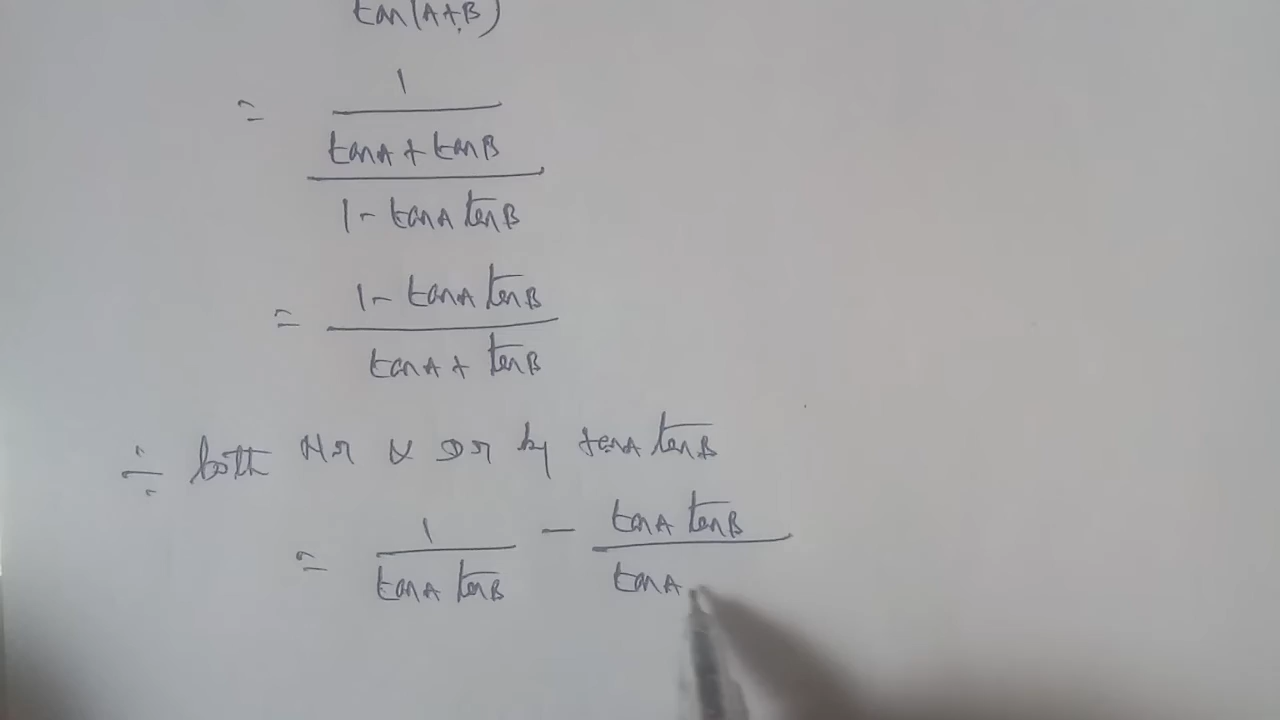 tan(A+B)
= 1
tanA + tanB
1 - tanA tanB
= 1 - tanA tanB
tanA + tanB
÷ both Nr & Dr by tanA tanB
= 1 - tanA tanB
tanA tanB tanA